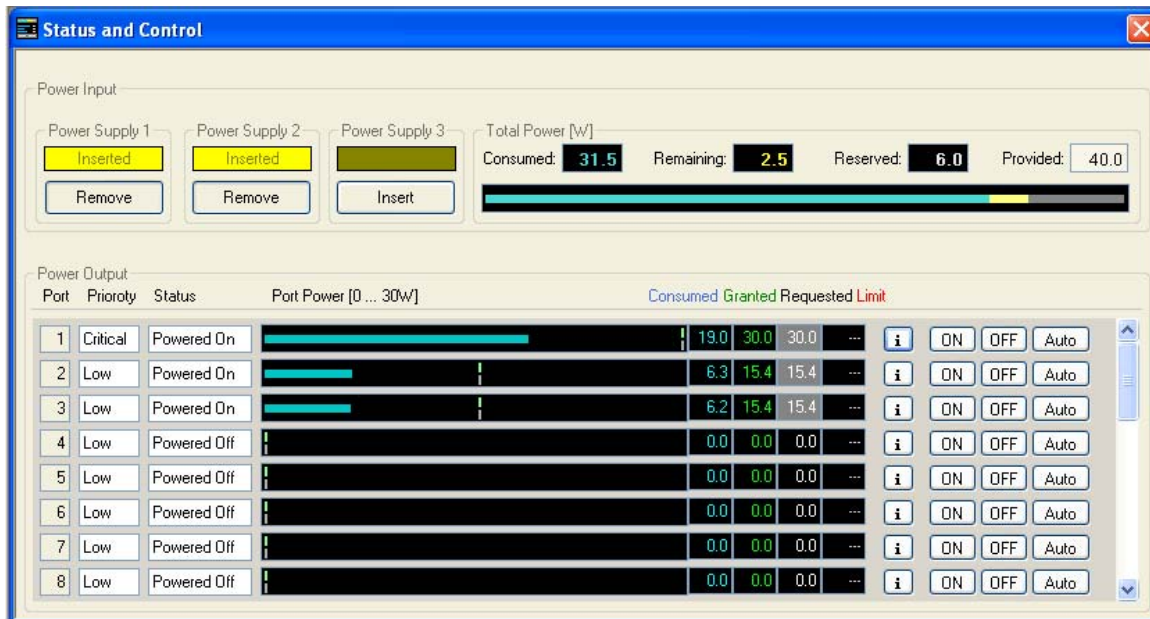 Status and Control
Power Input
Power Supply 1 Power Supply 2 Power Supply 3 Total Power [W]
Inserted Inserted Consumed: 31.5 Remaining: 2.5 Reserved: 6.0 Provided: 40.0
Remove Remove Insert
Power Output
Port Prioroty Status Port Power [0 ... 30W] Consumed Granted Requested Limit
1 Critical Powered On 19.0 30.0 30.0 --- i ON OFF Auto
2 Low Powered On 6.3 15.4 15.4 --- i ON OFF Auto
3 Low Powered On 6.2 15.4 15.4 --- i ON OFF Auto
4 Low Powered Off 0.0 0.0 0.0 --- i ON OFF Auto
5 Low Powered Off 0.0 0.0 0.0 --- i ON OFF Auto
6 Low Powered Off 0.0 0.0 0.0 --- i ON OFF Auto
7 Low Powered Off 0.0 0.0 0.0 --- i ON OFF Auto
8 Low Powered Off 0.0 0.0 0.0 --- i ON OFF Auto